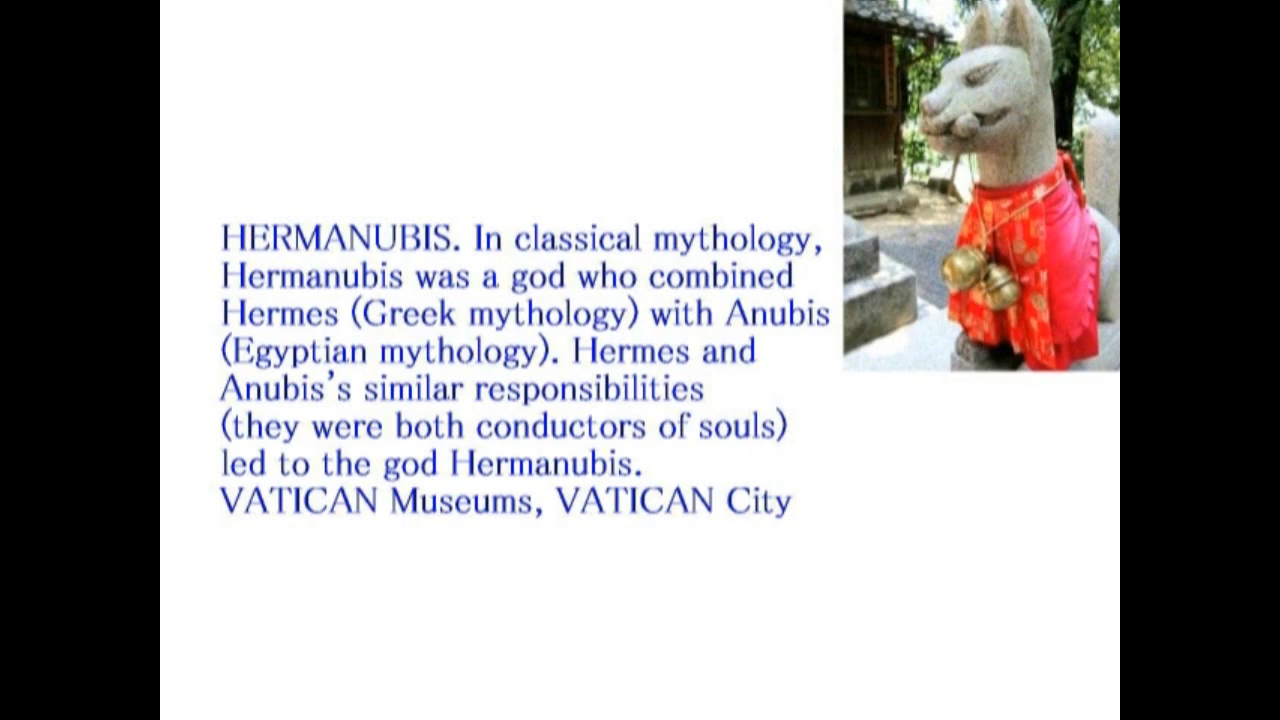 HERMANUBIS. In classical mythology,
Hermanubis was a god who combined
Hermes (Greek mythology) with Anubis
(Egyptian mythology). Hermes and
Anubis’s similar responsibilities
(they were both conductors of souls)
led to the god Hermanubis.
VATICAN Museums, VATICAN City